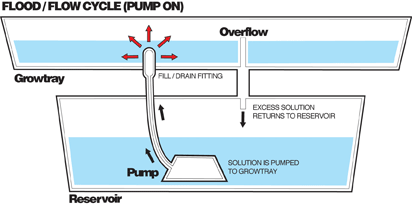 FLOOD / FLOW CYCLE (PUMP ON)
Overflow
Growtray
FILL / DRAIN FITTING
EXCESS SOLUTION
RETURNS TO RESERVOIR
Pump
SOLUTION IS PUMPED
TO GROWTRAY
Reservoir